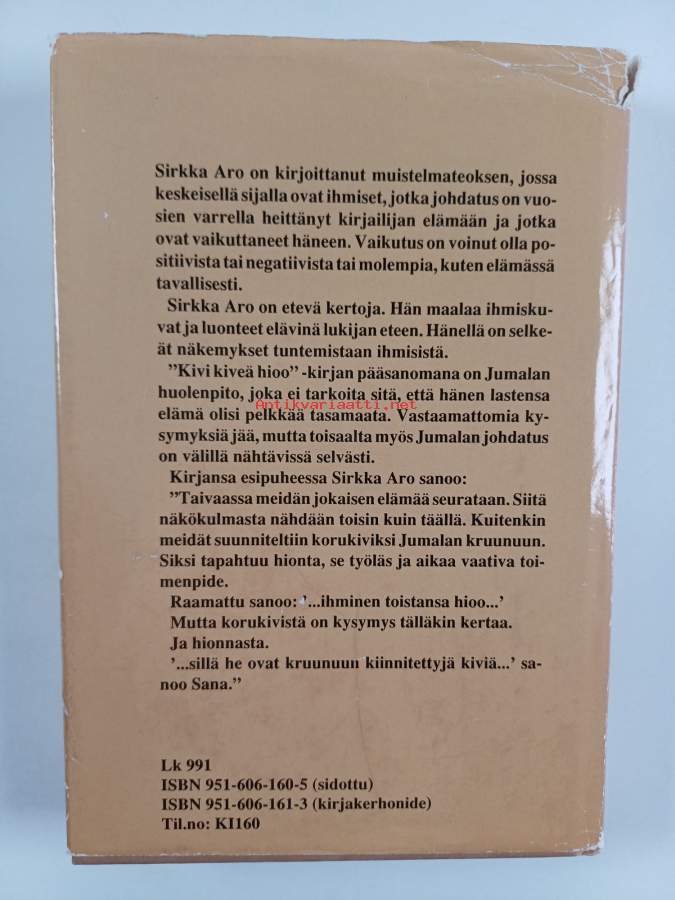 Sirkka Aro on kirjoittanut muistelmateoksen, jossa
keskeisellä sijalla ovat ihmiset, jotka johdatus on vuo-
sien varrella heittänyt kirjailijan elämään ja jotka
ovat vaikuttaneet häneen. Vaikutus on voinut olla po-
sitiivista tai negatiivista tai molempia, kuten elämässä
tavallisesti.
Sirkka Aro on etevä kertoja. Hän maalaa ihmisku-
vat ja luonteet elävinä lukijan eteen. Hänellä on selke-
ät näkemykset tuntemistaan ihmisistä.
”Kivi kiveä hioo” -kirjan pääsanomana on Jumalan
huolenpito, joka ei tarkoita sitä, että hänen lastensa
elämä olisi pelkkää tasamaata. Vastaamattomia ky-
Antikvariaatti.net
symyksiä jää, mutta toisaalta myös Jumalan johdatus
on välillä nähtävissä selvästi.
Kirjansa esipuheessa Sirkka Aro sanoo:
”Taivaassa meidän jokaisen elämää seurataan. Siitä
näkökulmasta nähdään toisin kuin täällä. Kuitenkin
meidät suunniteltiin korukiviksi Jumalan kruunuun.
Siksi tapahtuu hionta, se työläs ja aikaa vaativa toi-
menpide.
Raamattu sanoo: ’...ihminen toistansa hioo...’
Mutta korukivistä on kysymys tälläkin kertaa.
Ja hionnasta.
’...sillä he ovat kruunuun kiinnitettyjä kiviä...’ sa-
noo Sana.”
Lk 991
ISBN 951-606-160-5 (sidottu)
ISBN 951-606-161-3 (kirjakerhonide)
Til.no: KI160